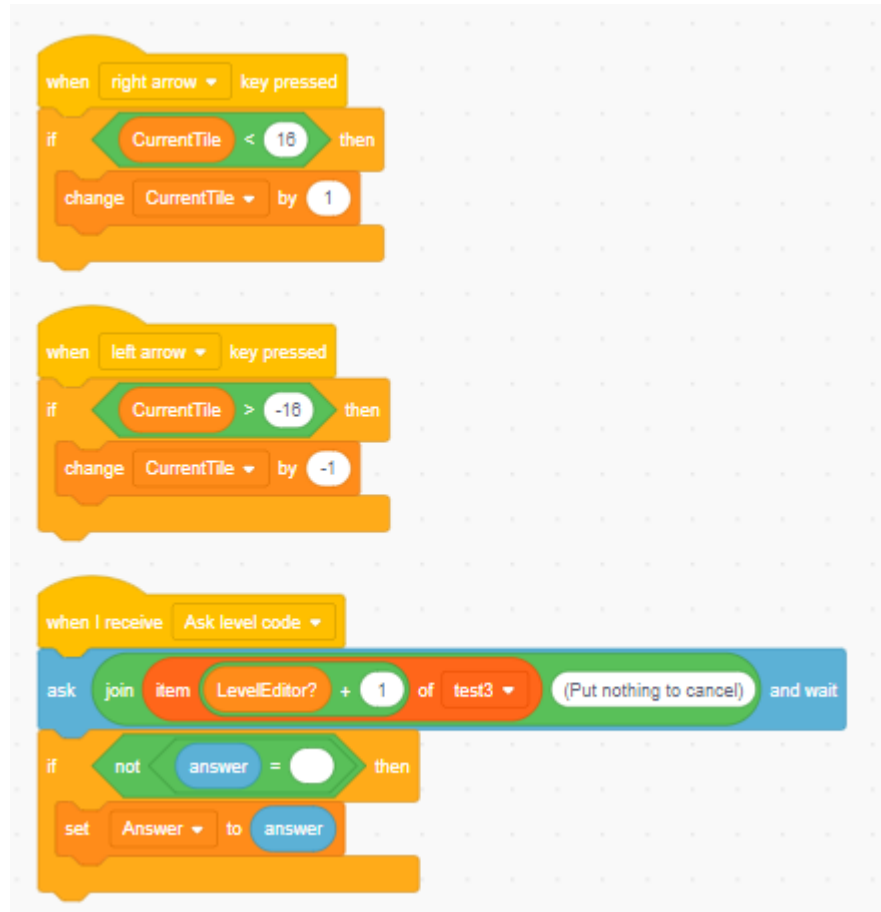 when right arrow key pressed
if CurrentTile < 16 then
change CurrentTile by 1
when left arrow key pressed
if CurrentTile > -16 then
change CurrentTile by -1
when I receive Ask level code
ask join item LevelEditor? + 1 of test3 (Put nothing to cancel) and wait
if not answer = then
set Answer to answer